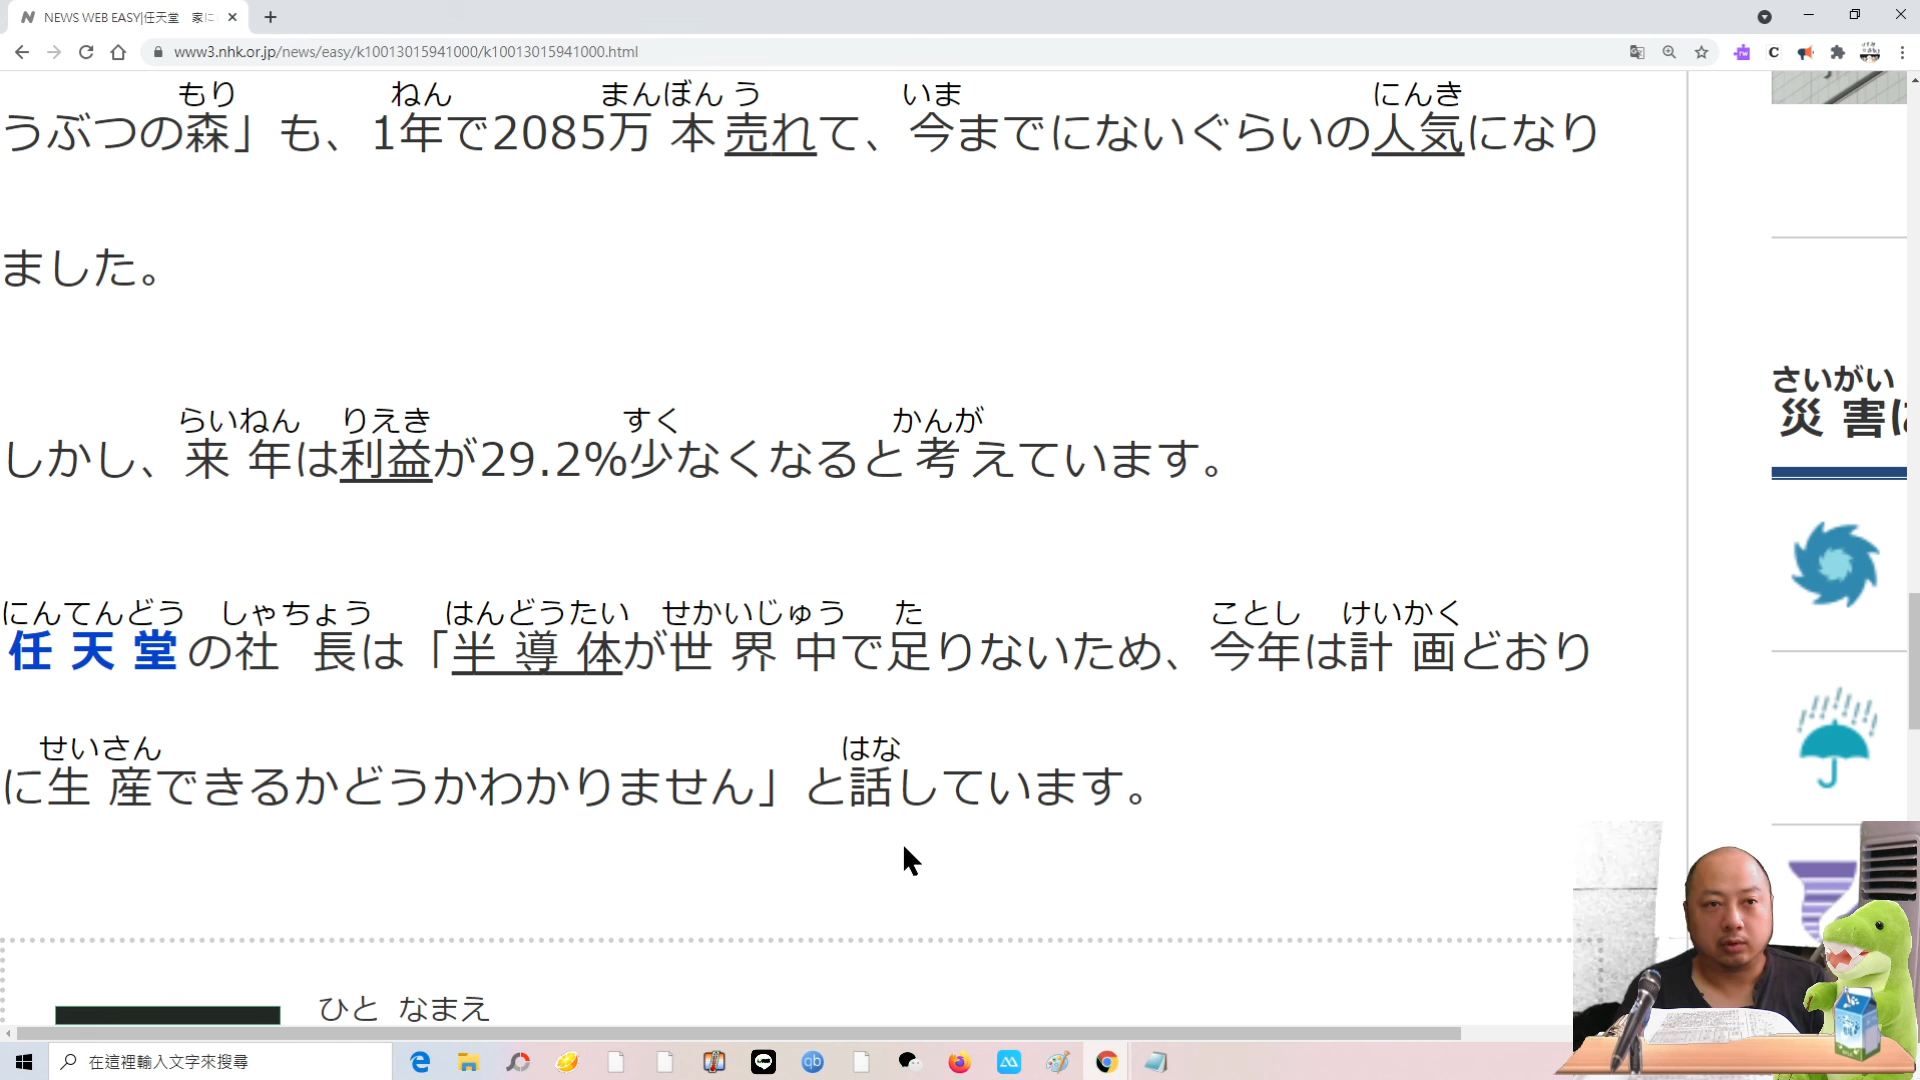 NEWS WEB EASY|任天堂　家に
www3.nhk.or.jp/news/easy/k10013015941000/k10013015941000.html
もり ねん まんぼん う いま にんき
うぶつの森」も、1年で2085万本売れて、今までにないぐらいの人気になり
ました。
らいねん りえき すく かんが
しかし、来年は利益が29.2%少なくなると考えています。
にんてんどう しゃちょう はんどうたい せかいじゅう た ことし けいかく
任天堂の社長は「半導体が世界中で足りないため、今年は計画どおり
せいさん はな
に生産できるかどうかわかりません」と話しています。
ひと なまえ
さいがい
災害に
在這裡輸入文字來搜尋